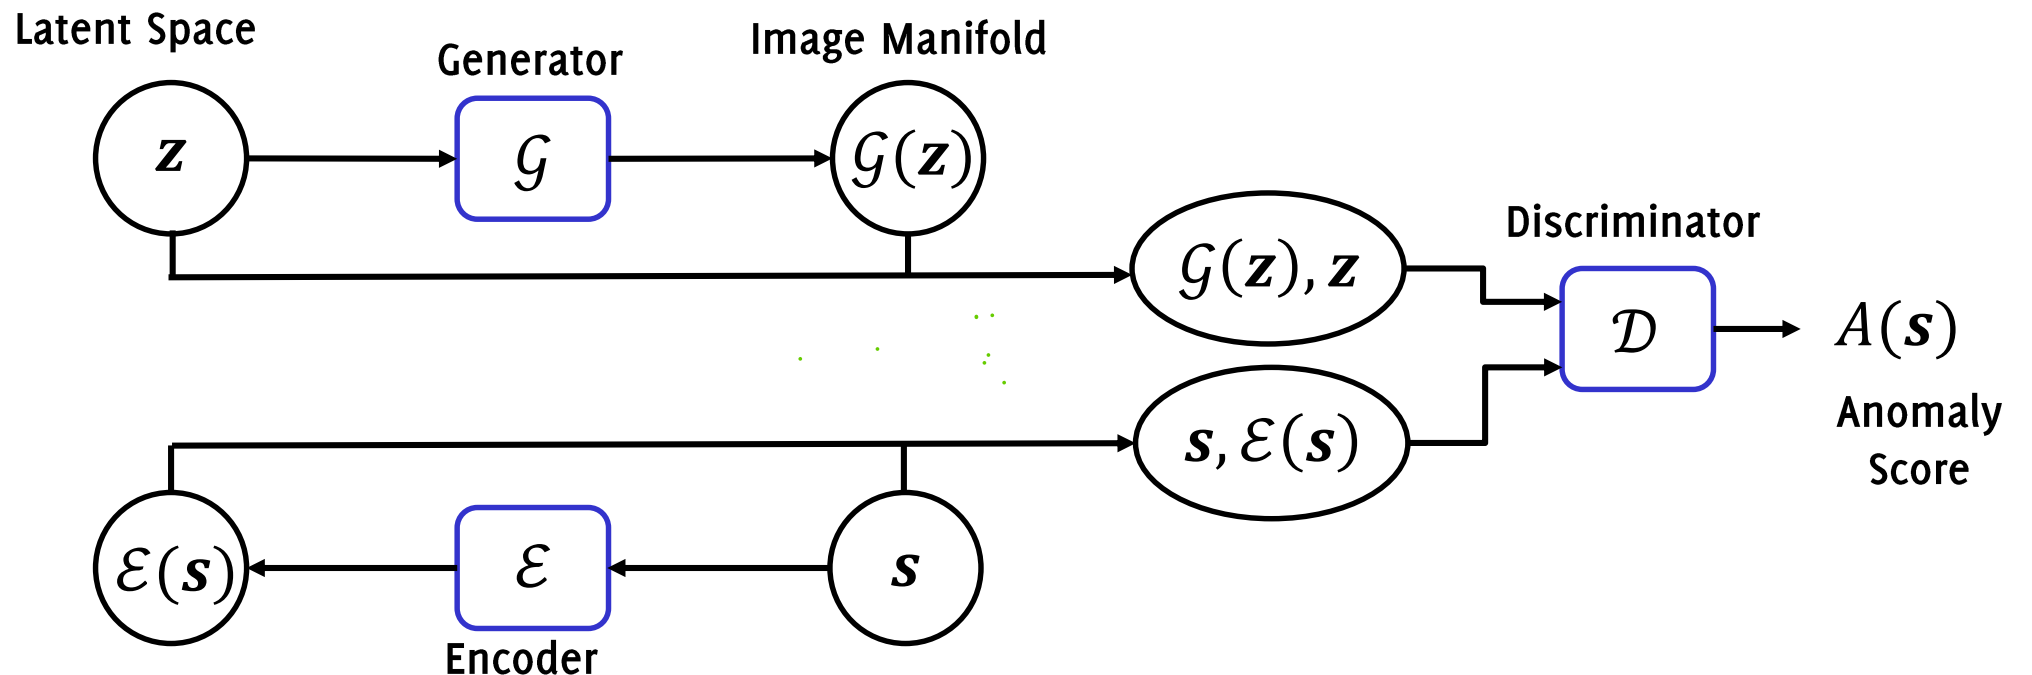 Latent Space
Generator
Image Manifold
z
𝒢
𝒢(z)
𝒢(z), z
Discriminator
𝒟
A(s)
Anomaly
Score
s, ℰ(s)
ℰ(s)
ℰ
s
Encoder